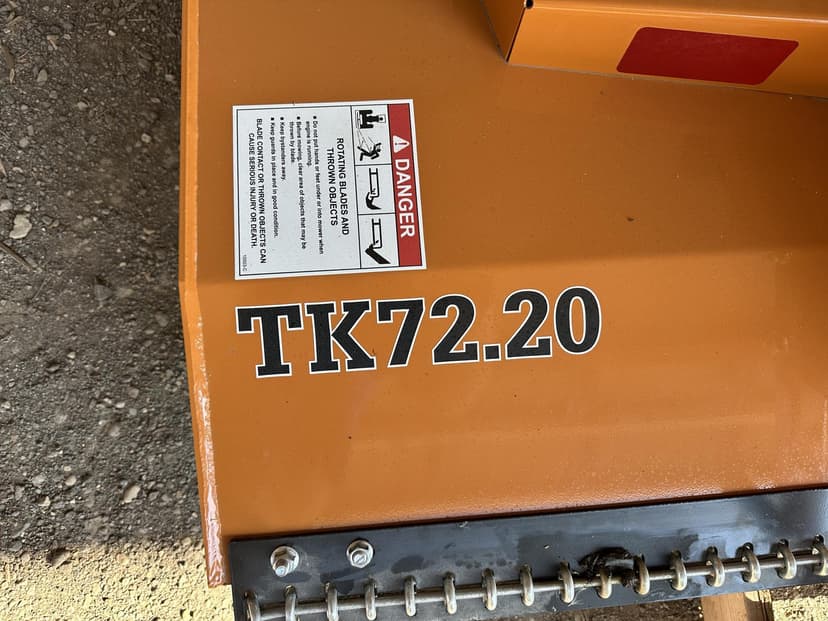 DANGER
ROTATING BLADES AND
THROWN OBJECTS
■ Do not put hands or feet under or into mower when
engine is running.
■ Before mowing, clear area of objects that may be
thrown by blade.
■ Keep bystanders away.
■ Keep guards in place and in good condition.
BLADE CONTACT OR THROWN OBJECTS CAN
CAUSE SERIOUS INJURY OR DEATH.
TK72.20